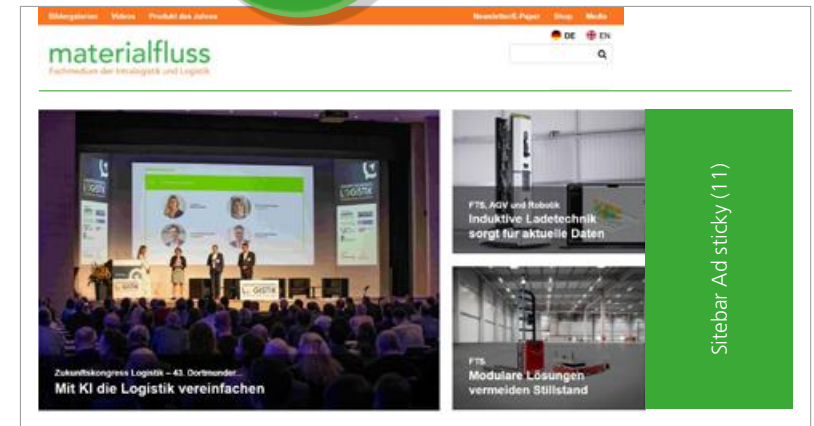 Bildergalerien Videos Produkt des Jahres Newsletter/E-Paper Shop Media
DE EN
materialfluss
Fachmedium der Intralogistik und Logistik
LOGISTIK
FTS, AGV und Robotik
Induktive Ladetechnik
sorgt für aktuelle Daten
Sitebar Ad sticky (11)
Zukunftskongress Logistik – 43. Dortmunder...
Mit KI die Logistik vereinfachen
FTS
Modulare Lösungen
vermeiden Stillstand